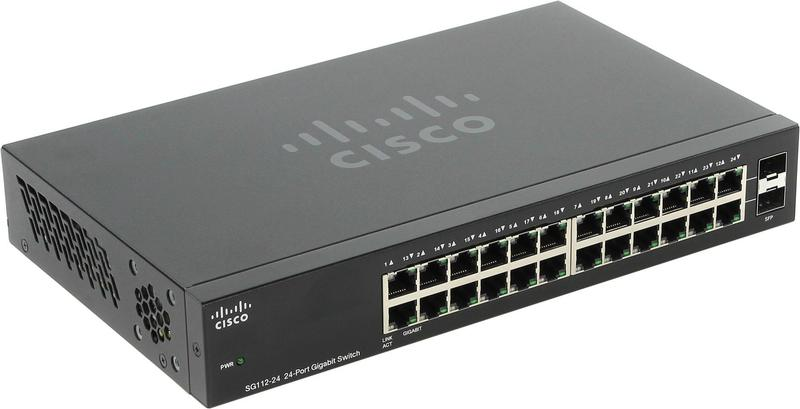 CISCO
1▲ 13▼ 2▲ 14▼ 3▲ 15▼ 4▲ 16▼ 5▲ 17▼ 6▲ 18▼ 7▲ 19▼ 8▲ 20▼ 9▲ 21▼ 10▲ 22▼ 11▲ 23▼ 12▲ 24▼
SFP
CISCO
LINK
ACT
GIGABIT
PWR
SG112-24 24-Port Gigabit Switch